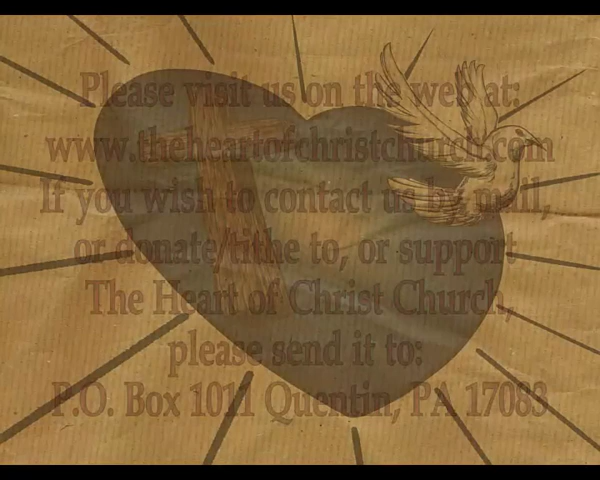 Please visit us on the web at:
www.theheartofchristchurch.com
If you wish to contact us by mail,
or donate/tithe to, or support
The Heart of Christ Church,
please send it to:
P.O. Box 1011 Quentin, PA 17083